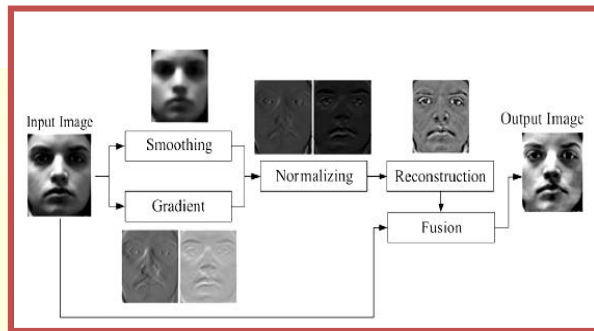 Input Image
Smoothing
Gradient
Normalizing
Reconstruction
Fusion
Output Image